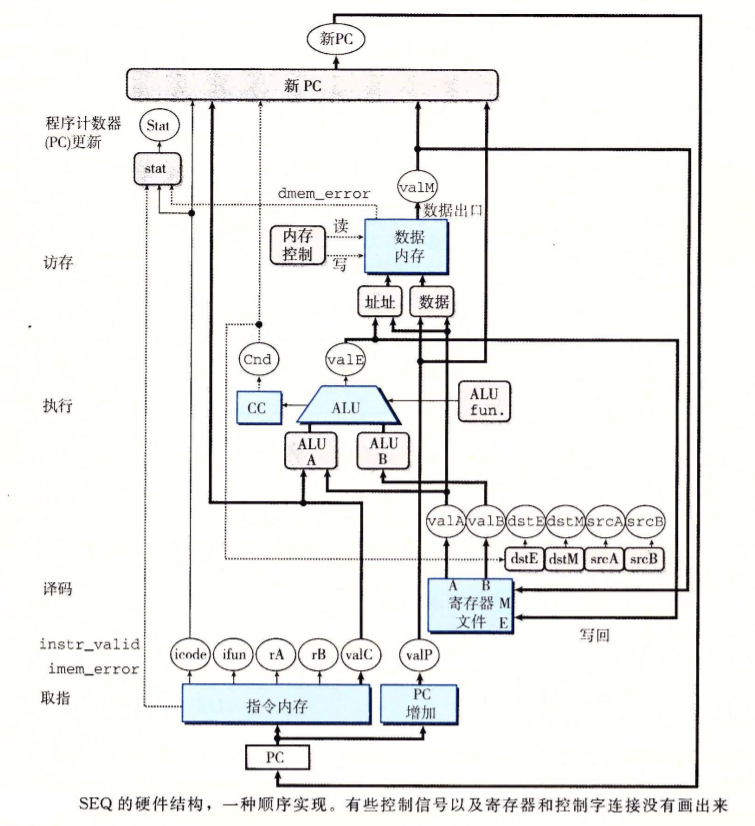 新PC
新 PC
程序计数器
(PC)更新
Stat
stat
dmem_error
valM
数据出口
内存
控制
读
写
数据
内存
访存
址址
数据
Cnd
valE
执行
CC
ALU
ALU
fun.
ALU
A
ALU
B
valA
valB
dstE
dstM
srcA
srcB
dstE
dstM
srcA
srcB
译码
A B
寄存器 M
文件 E
写回
instr_valid
imem_error
icode
ifun
rA
rB
valC
valP
取指
指令内存
PC
增加
PC
SEQ 的硬件结构，一种顺序实现。有些控制信号以及寄存器和控制字连接没有画出来